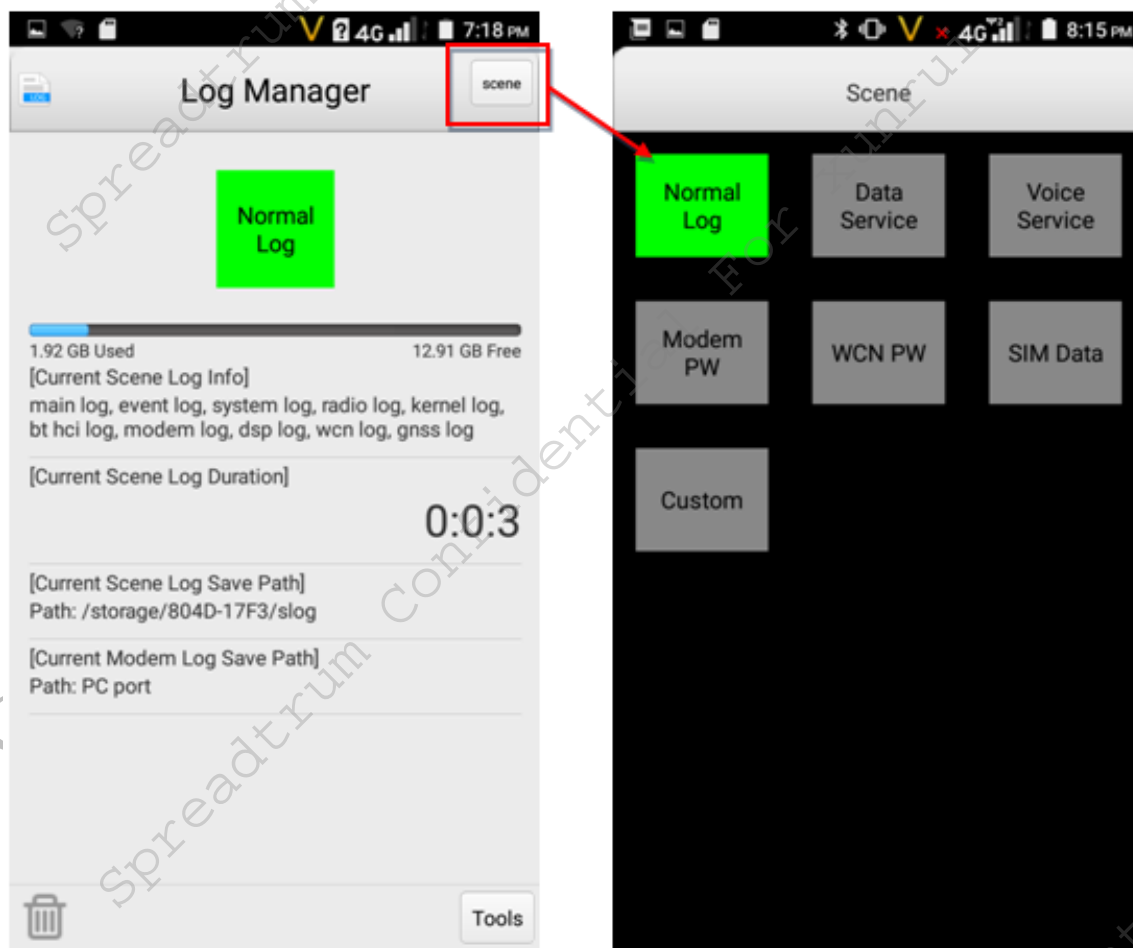 4G 7:18 PM
LOG
Log Manager
scene
Normal
Log
1.92 GB Used 12.91 GB Free
[Current Scene Log Info]
main log, event log, system log, radio log, kernel log,
bt hci log, modem log, dsp log, wcn log, gnss log
[Current Scene Log Duration]
0:0:3
[Current Scene Log Save Path]
Path: /storage/804D-17F3/slog
[Current Modem Log Save Path]
Path: PC port
Tools
4G 8:15 PM
Scene
Normal
Log
Data
Service
Voice
Service
Modem
PW
WCN PW
SIM Data
Custom
Spreadtrum
Spreadtrum Confidential For xunrui